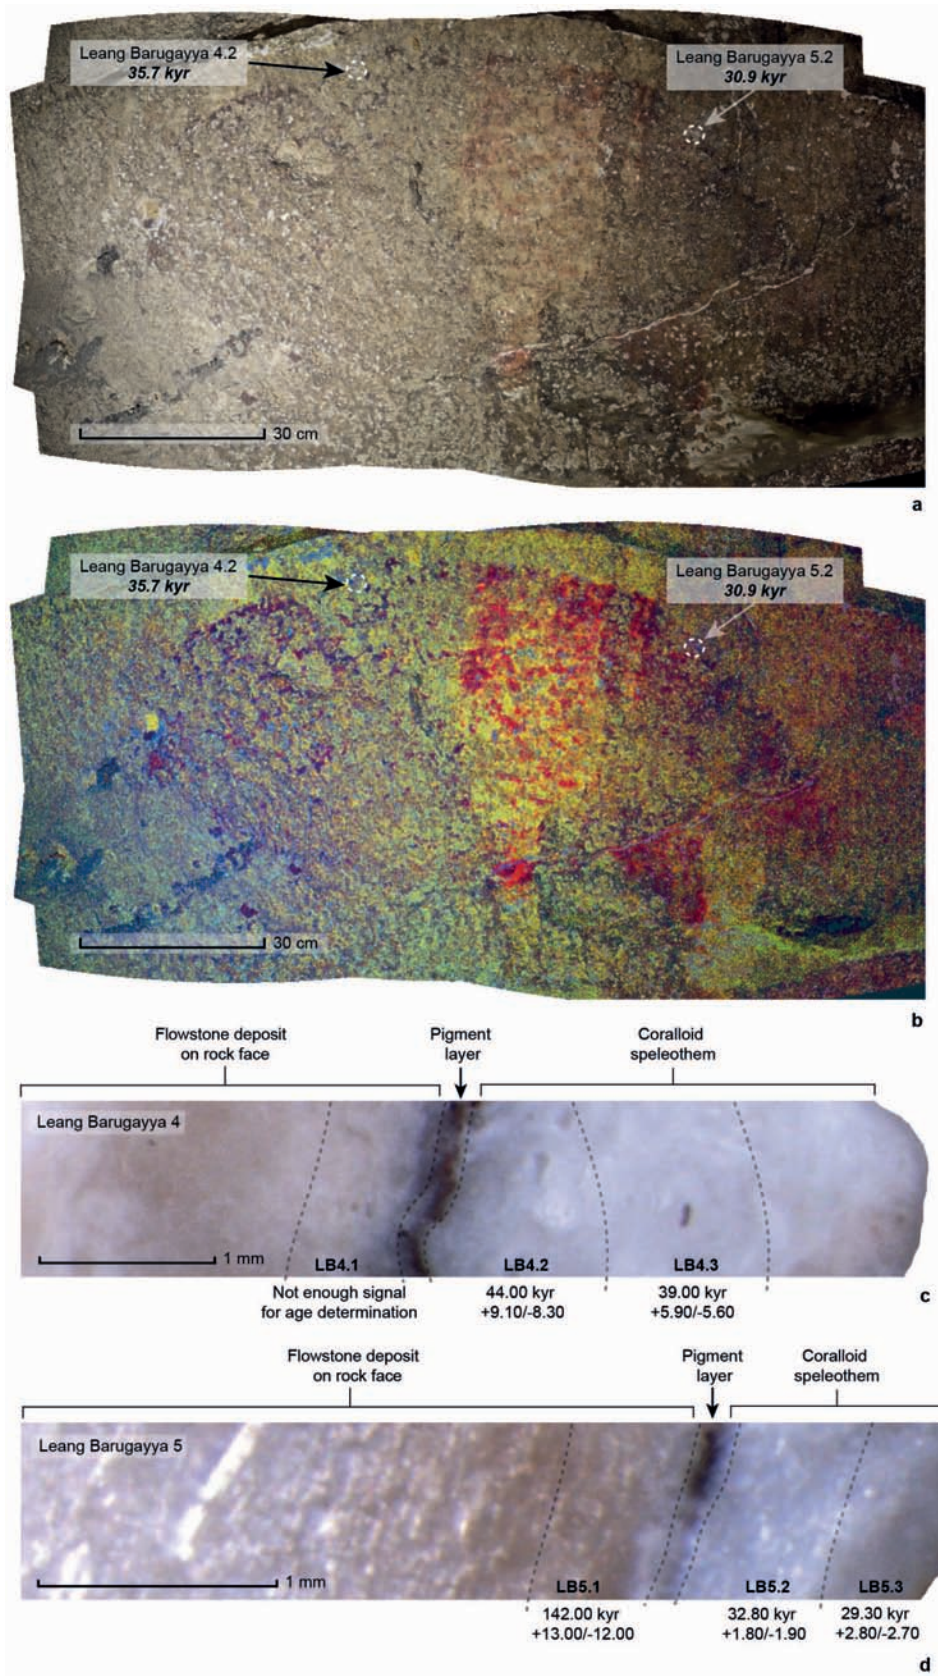 Leang Barugayya 4.2
35.7 kyr
Leang Barugayya 5.2
30.9 kyr
30 cm
a
Leang Barugayya 4.2
35.7 kyr
Leang Barugayya 5.2
30.9 kyr
30 cm
b
Flowstone deposit
on rock face
Pigment
layer
Coralloid
speleothem
Leang Barugayya 4
1 mm
LB4.1
LB4.2
LB4.3
Not enough signal
for age determination
44.00 kyr
+9.10/-8.30
39.00 kyr
+5.90/-5.60
c
Flowstone deposit
on rock face
Pigment
layer
Coralloid
speleothem
Leang Barugayya 5
1 mm
LB5.1
LB5.2
LB5.3
142.00 kyr
+13.00/-12.00
32.80 kyr
+1.80/-1.90
29.30 kyr
+2.80/-2.70
d